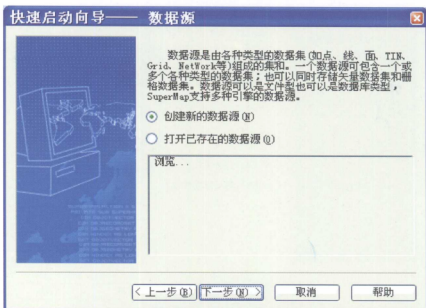 快速启动向导—— 数据源
数据源是由各种类型的数据集(如点、线、面、TIN、
Grid、NetWork等)组成的集和。一个数据源可包含一个或
多个各种类型的数据集；也可以同时存储矢量数据集和栅
格数据集。数据源可以是文件型也可以是数据库类型，
SuperMap支持多种引擎的数据源。
创建新的数据源(N)
打开已存在的数据源(O)
浏览...
< 上一步(B)
下一步(N) >
取消
帮助